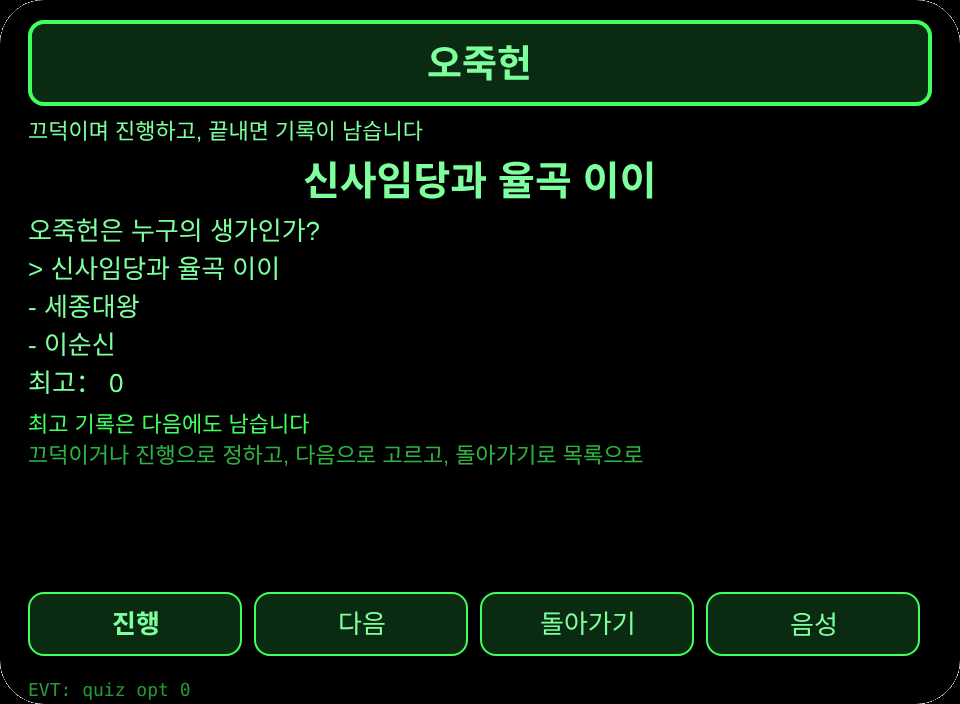 오죽헌
끄덕이며 진행하고, 끝내면 기록이 남습니다
신사임당과 율곡 이이
오죽헌은 누구의 생가인가?
> 신사임당과 율곡 이이
- 세종대왕
- 이순신
최고: 0
최고 기록은 다음에도 남습니다
끄덕이거나 진행으로 정하고, 다음으로 고르고, 돌아가기로 목록으로
진행
다음
돌아가기
음성
EVT: quiz opt 0